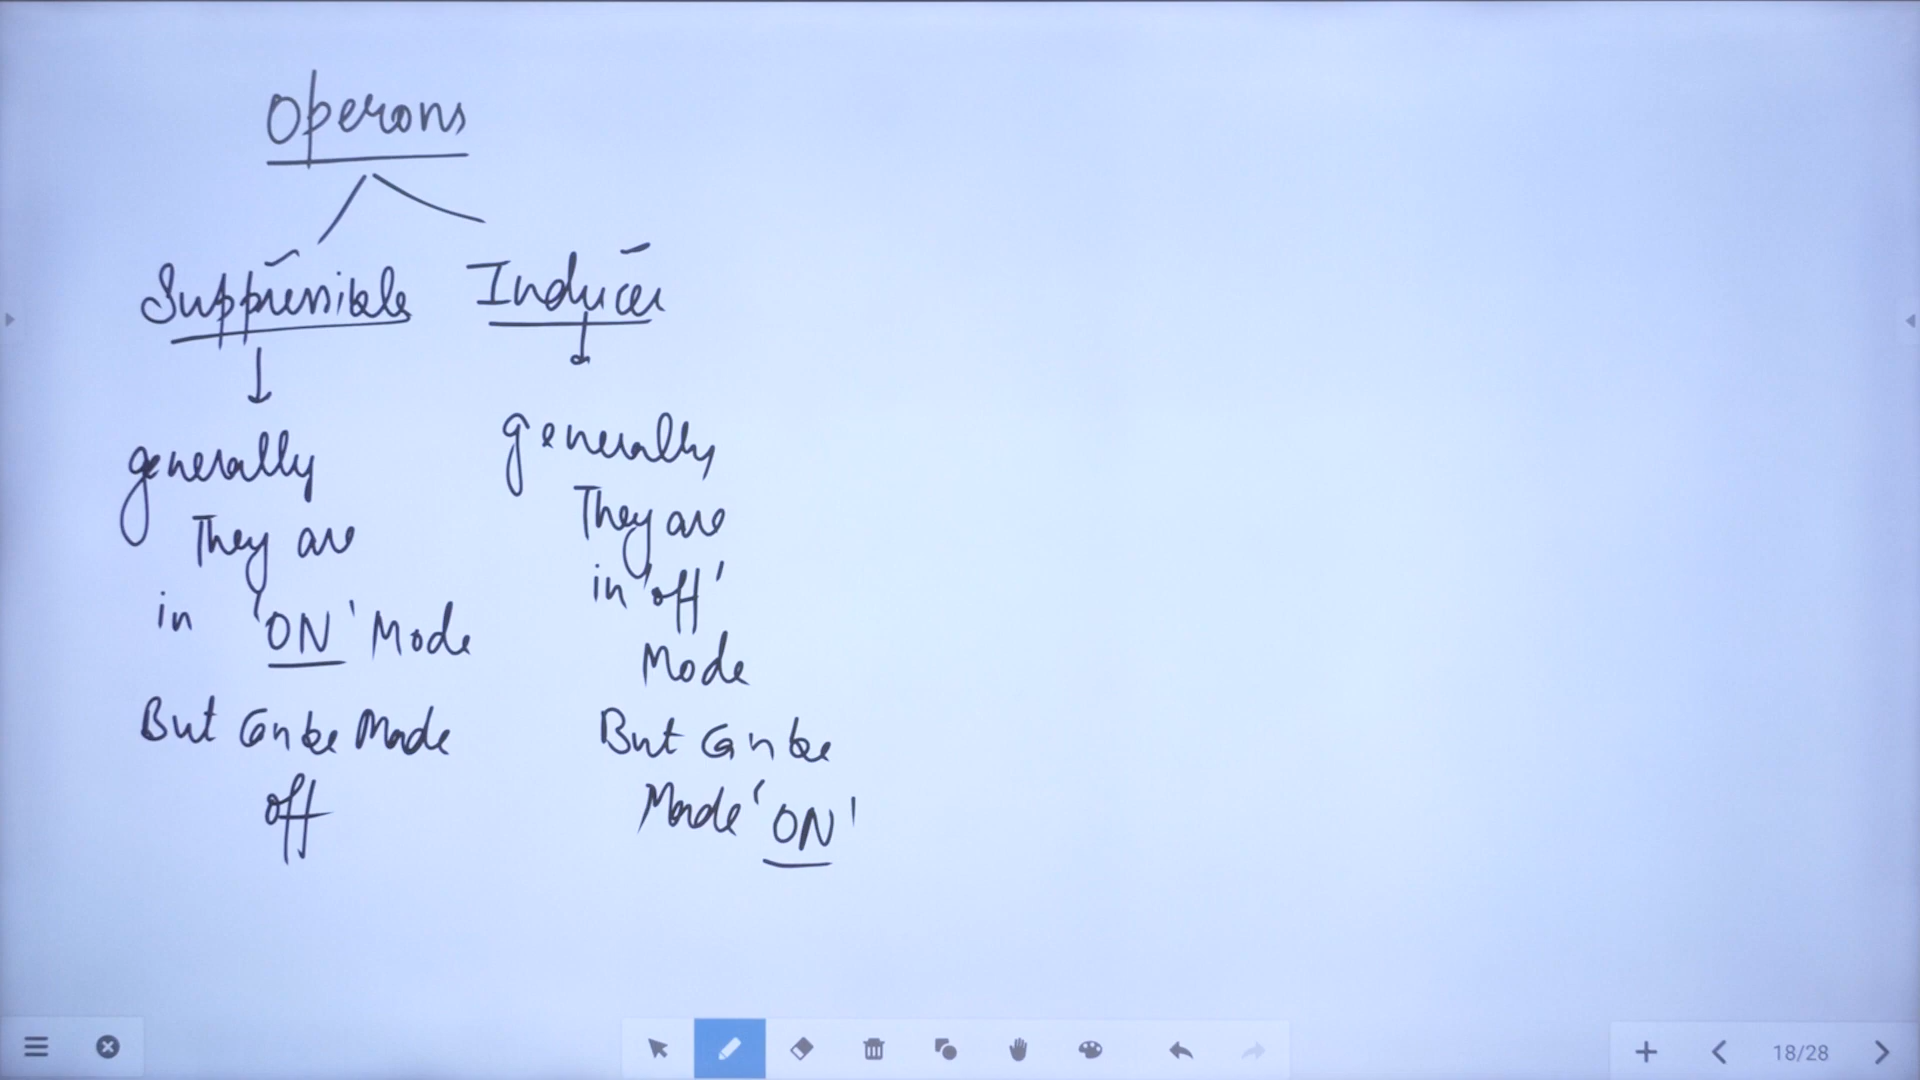 Operons
Suppressible Inducer
generally
They are
in 'ON' Mode
But Can be Made
off
generally
They are
in 'off'
Mode
But Can be
Made 'ON'
18/28